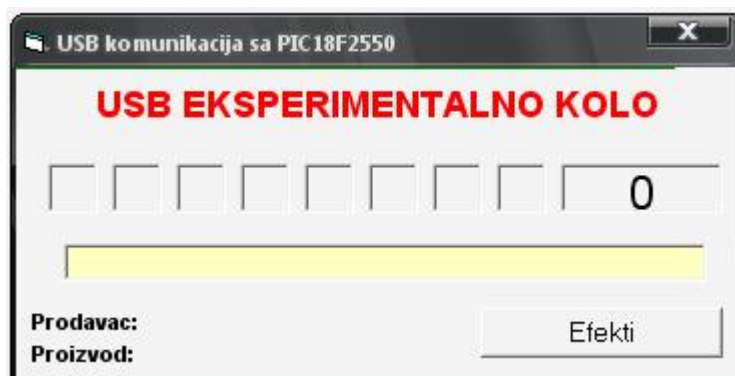 USB komunikacija sa PIC18F2550
USB EKSPERIMENTALNO KOLO
0
Prodavac:
Efekti
Proizvod: